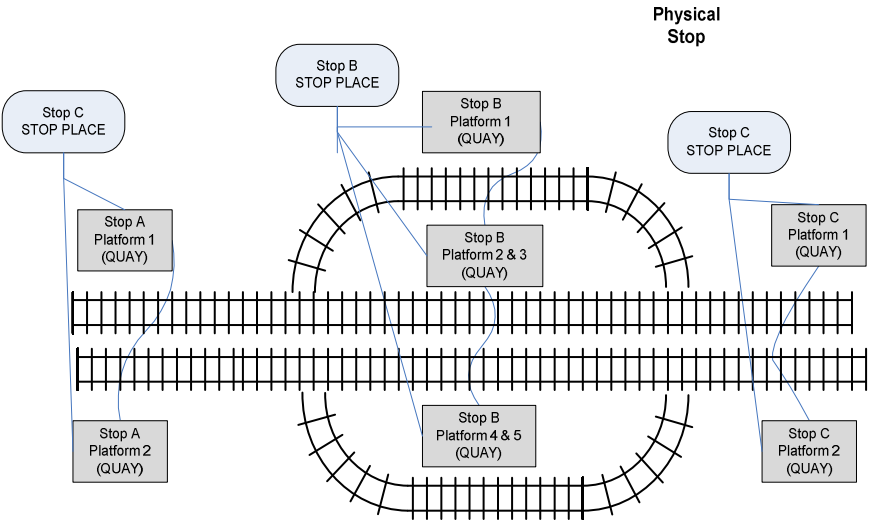 Physical
Stop
Stop B
STOP PLACE
Stop C
STOP PLACE
Stop B
Platform 1
(QUAY)
Stop C
STOP PLACE
Stop A
Platform 1
(QUAY)
Stop B
Platform 2 & 3
(QUAY)
Stop C
Platform 1
(QUAY)
Stop A
Platform 2
(QUAY)
Stop B
Platform 4 & 5
(QUAY)
Stop C
Platform 2
(QUAY)